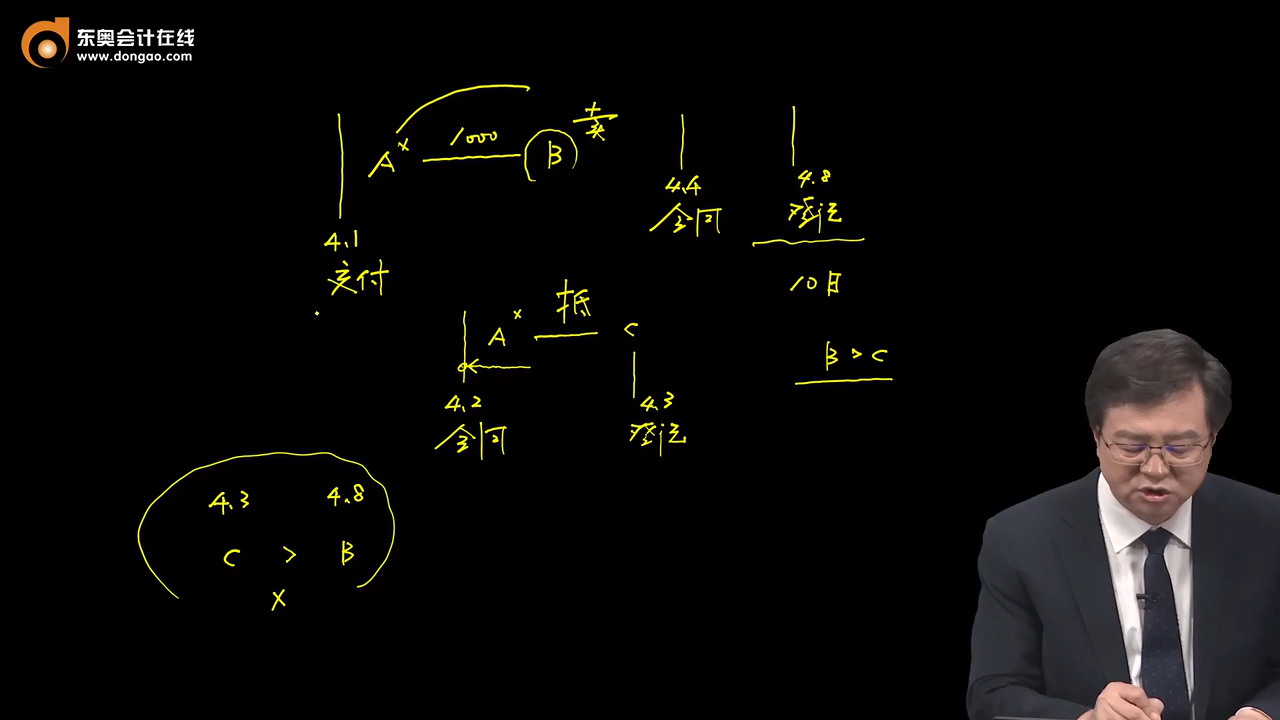 东奥会计在线
www.dongao.com
A× 1000 B 十 买
4.1
交付
4.4
合同
4.8
登记
10日
A× 抵 C
4.2
合同
4.3
登记
B > C
4.3 4.8
C > B
×